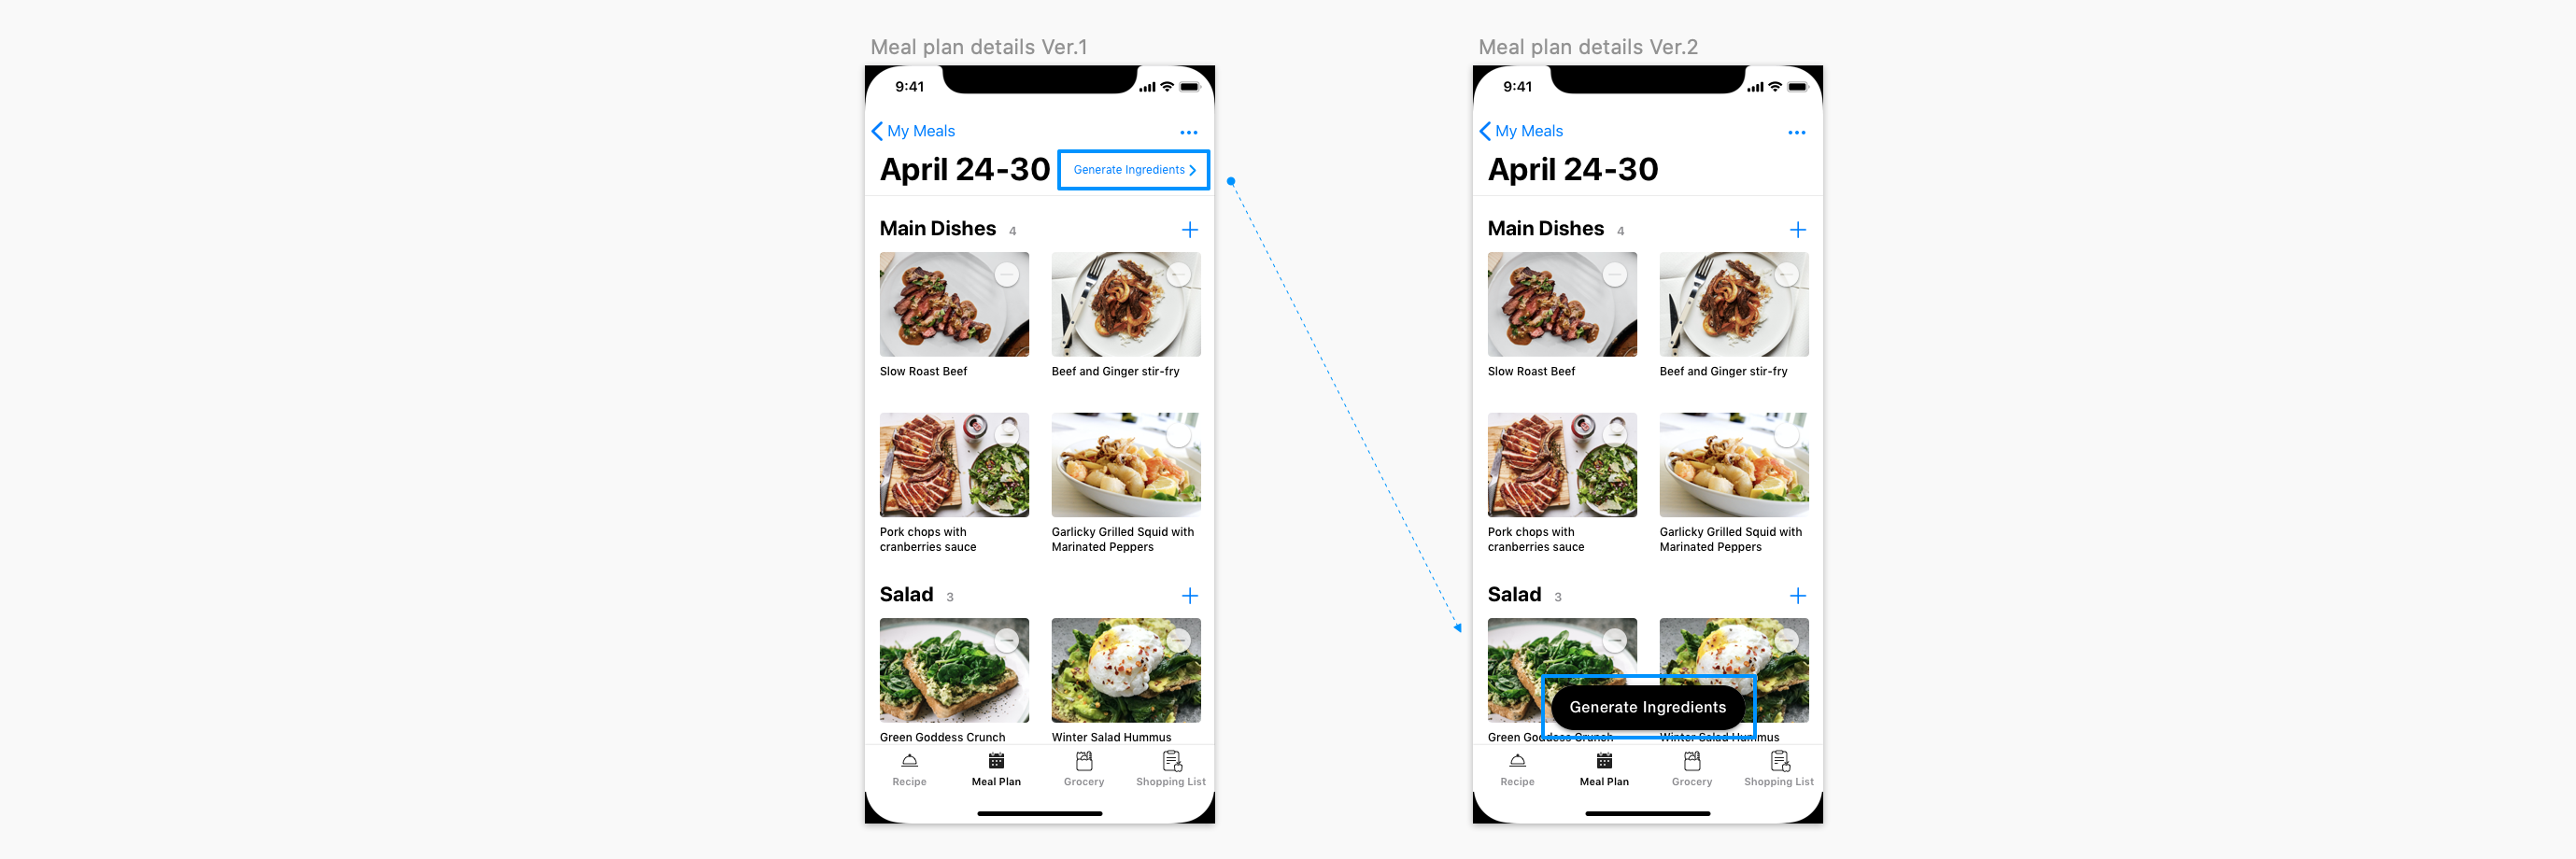 Meal plan details Ver.1
9:41
My Meals
April 24-30
Generate Ingredients
Main Dishes 4
Slow Roast Beef
Beef and Ginger stir-fry
Pork chops with
cranberries sauce
Garlicky Grilled Squid with
Marinated Peppers
Salad 3
Green Goddess Crunch
Winter Salad Hummus
Recipe
Meal Plan
Grocery
Shopping List
Meal plan details Ver.2
9:41
My Meals
April 24-30
Main Dishes 4
Slow Roast Beef
Beef and Ginger stir-fry
Pork chops with
cranberries sauce
Garlicky Grilled Squid with
Marinated Peppers
Salad 3
Generate Ingredients
Green Goddess Crunch
Winter Salad Hummus
Recipe
Meal Plan
Grocery
Shopping List